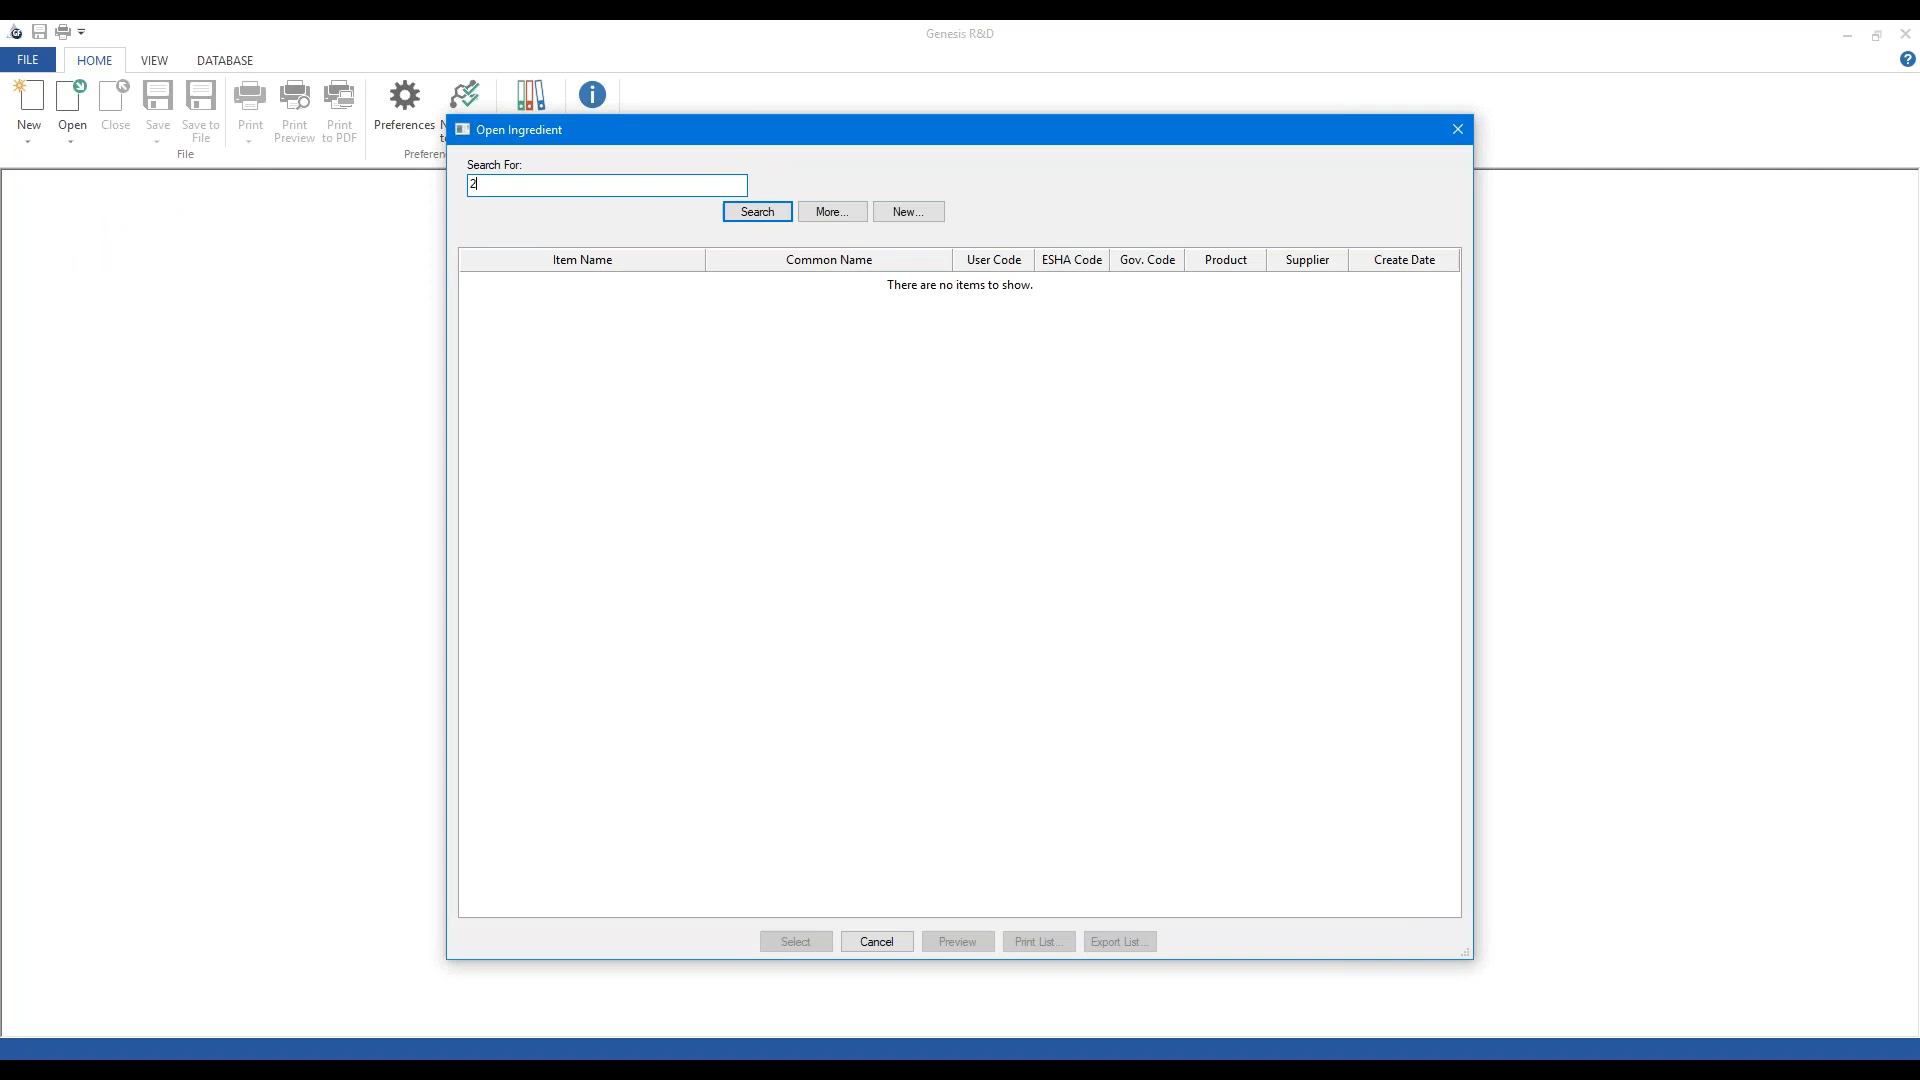 Genesis R&D
FILE HOME VIEW DATABASE
New Open Close Save Save to File Print Print Preview Print to PDF Preferences
File
Open Ingredient
Search For:
2
Search More... New...
Item Name Common Name User Code ESHA Code Gov. Code Product Supplier Create Date
There are no items to show.
Select Cancel Preview Print List... Export List...